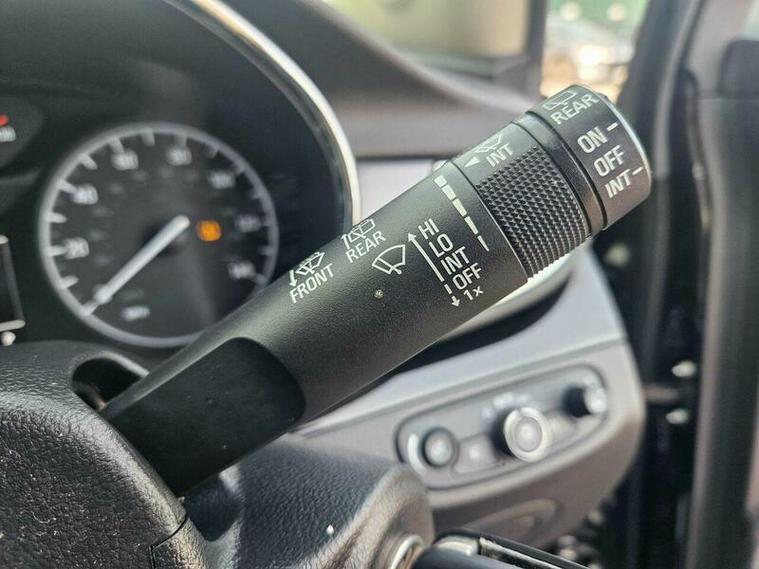 REAR
ON
OFF
INT
INT
HI
LO
INT
OFF
1x
REAR
FRONT